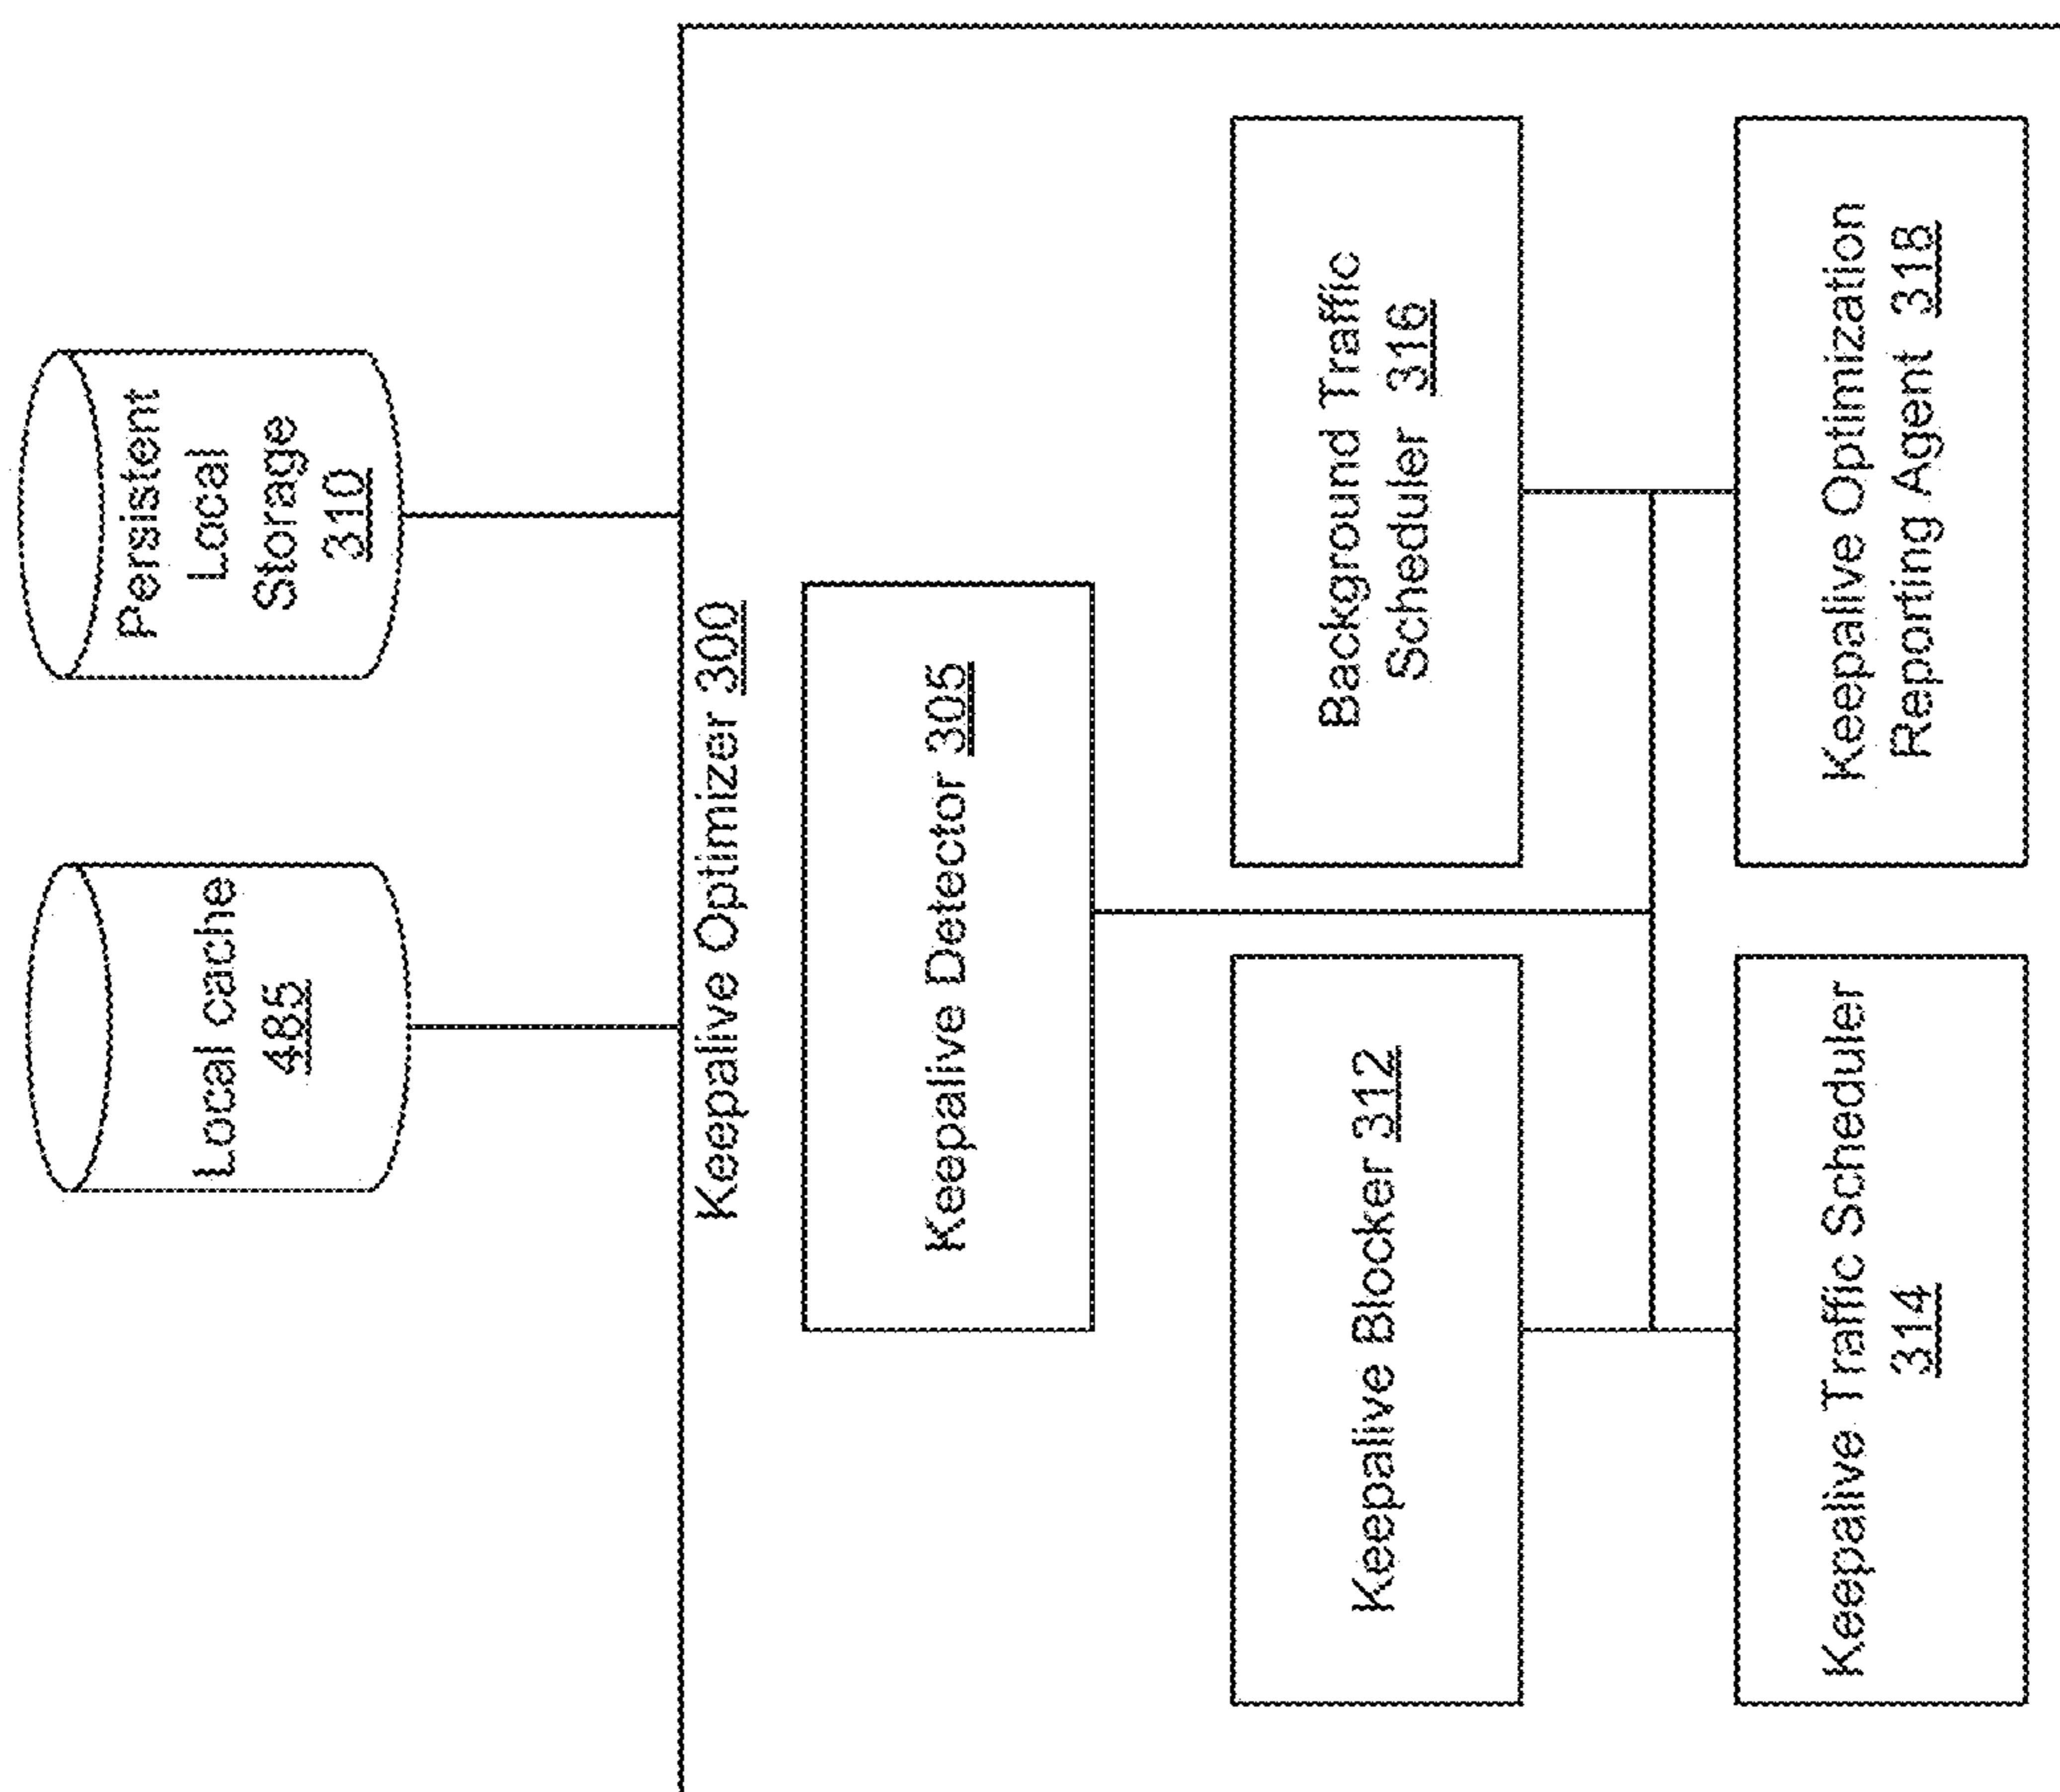 Local cache
485
Persistent
Local
Storage
310
Keepalive Optimizer 300
Keepalive Detector 305
Keepalive Blocker 312
Background Traffic
Scheduler 316
Keepalive Traffic Scheduler
314
Keepalive Optimization
Reporting Agent 318